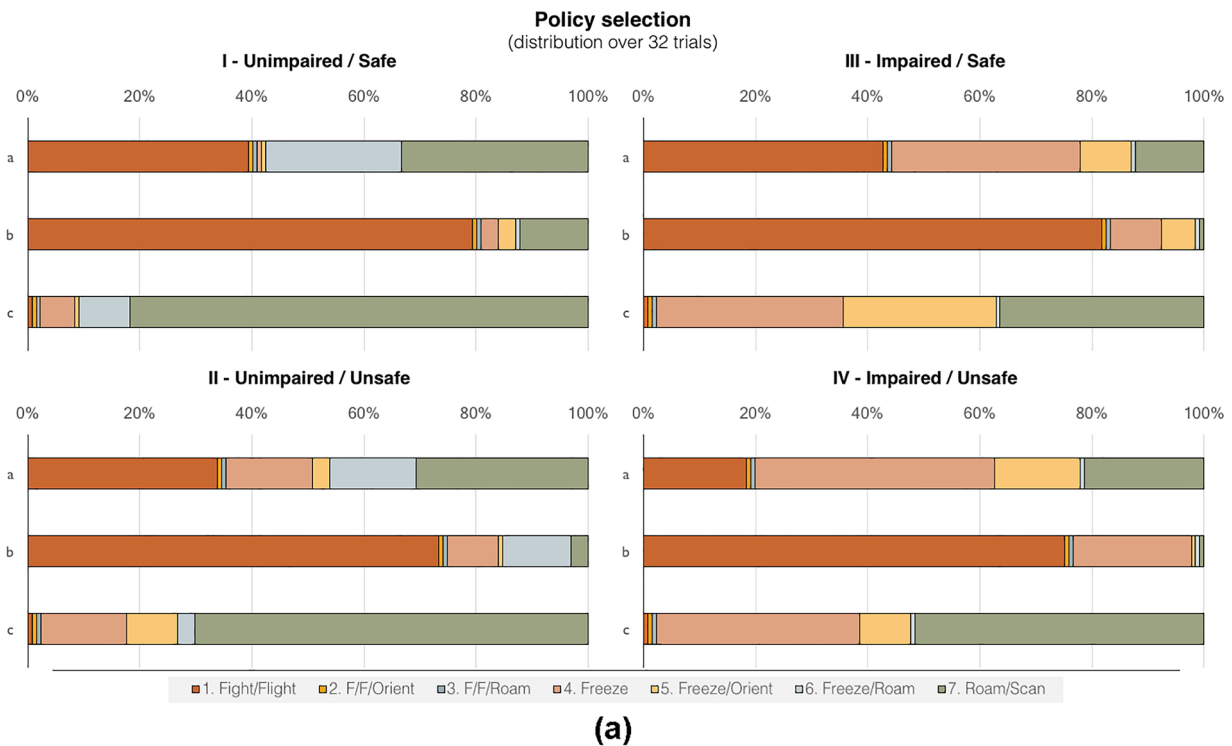 Policy selection
(distribution over 32 trials)
I - Unimpaired / Safe
0% 20% 40% 60% 80% 100%
a
b
c
III - Impaired / Safe
0% 20% 40% 60% 80% 100%
a
b
c
II - Unimpaired / Unsafe
0% 20% 40% 60% 80% 100%
a
b
c
IV - Impaired / Unsafe
0% 20% 40% 60% 80% 100%
a
b
c
1. Fight/Flight 2. F/F/Orient 3. F/F/Roam 4. Freeze 5. Freeze/Orient 6. Freeze/Roam 7. Roam/Scan
(a)